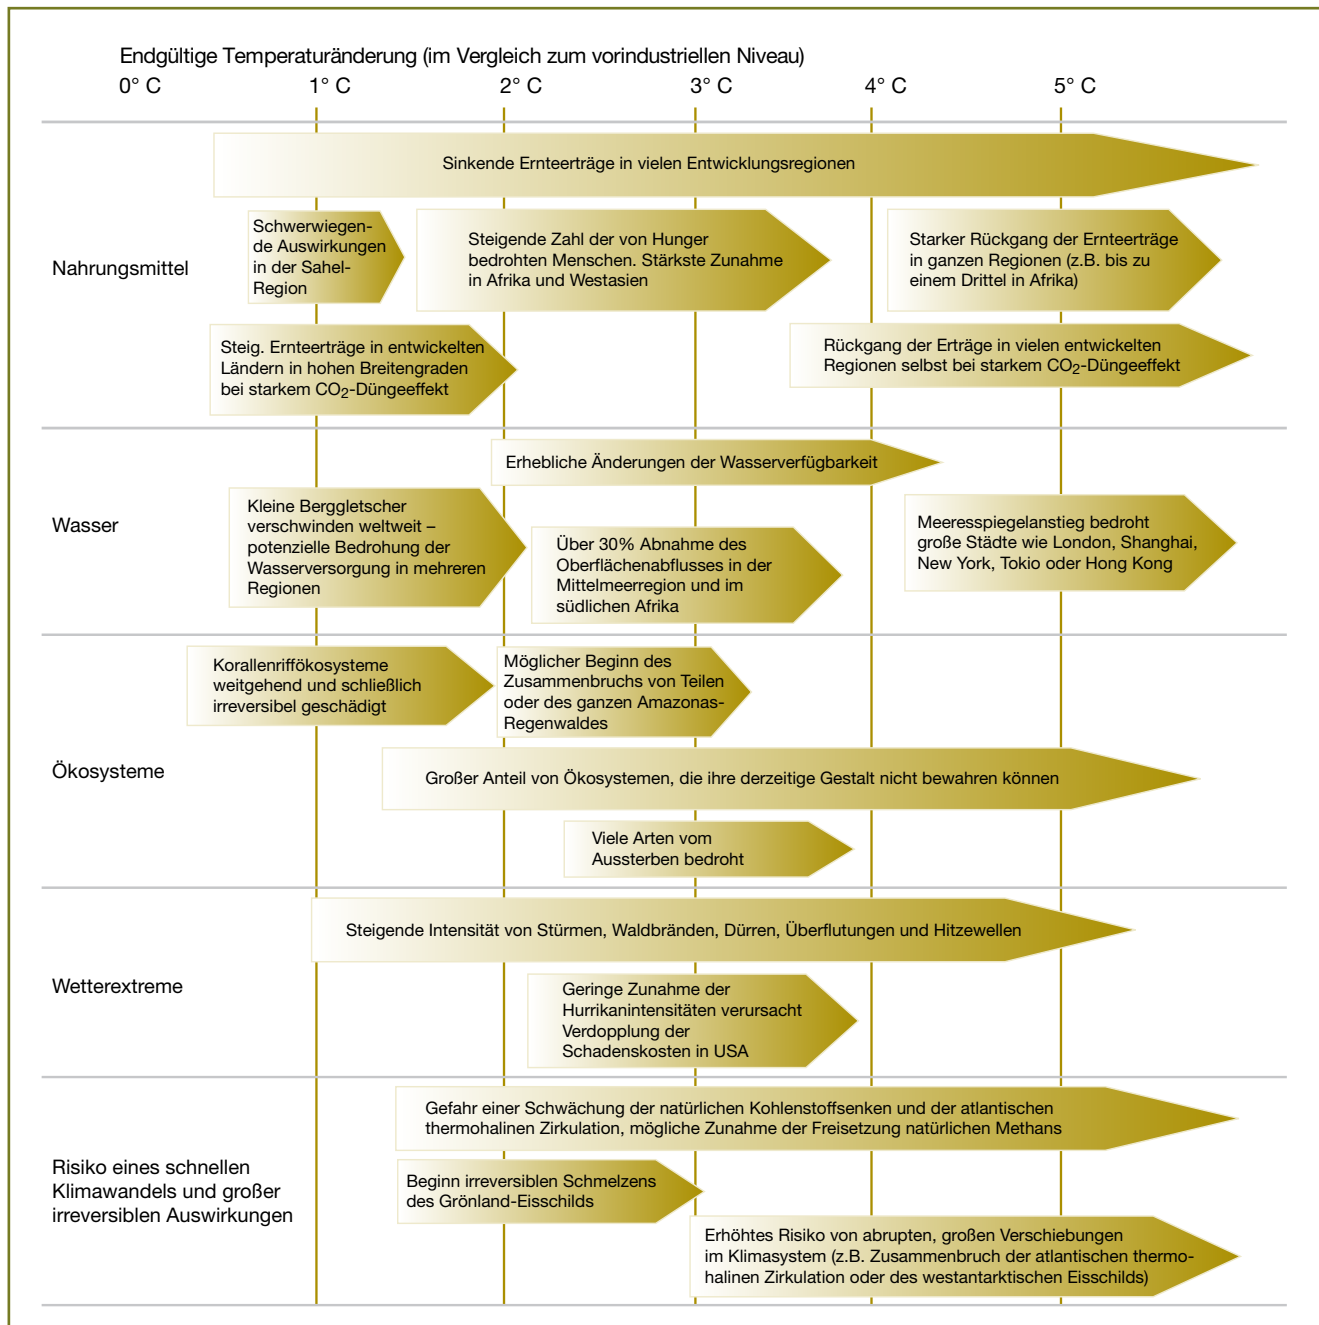 Endgültige Temperaturänderung (im Vergleich zum vorindustriellen Niveau)
0° C 1° C 2° C 3° C 4° C 5° C
Nahrungsmittel
Sinkende Ernteerträge in vielen Entwicklungsregionen
Schwerwiegen-
de Auswirkungen
in der Sahel-
Region
Steigende Zahl der von Hunger
bedrohten Menschen. Stärkste Zunahme
in Afrika und Westasien
Starker Rückgang der Ernteerträge
in ganzen Regionen (z.B. bis zu
einem Drittel in Afrika)
Steig. Ernteerträge in entwickelten
Ländern in hohen Breitengraden
bei starkem CO2-Düngeeffekt
Rückgang der Erträge in vielen entwickelten
Regionen selbst bei starkem CO2-Düngeeffekt
Wasser
Erhebliche Änderungen der Wasserverfügbarkeit
Kleine Berggletscher
verschwinden weltweit –
potenzielle Bedrohung der
Wasserversorgung in mehreren
Regionen
Über 30% Abnahme des
Oberflächenabflusses in der
Mittelmeerregion und im
südlichen Afrika
Meeresspiegelanstieg bedroht
große Städte wie London, Shanghai,
New York, Tokio oder Hong Kong
Ökosysteme
Korallenriffökosysteme
weitgehend und schließlich
irreversibel geschädigt
Möglicher Beginn des
Zusammenbruchs von Teilen
oder des ganzen Amazonas-
Regenwaldes
Großer Anteil von Ökosystemen, die ihre derzeitige Gestalt nicht bewahren können
Viele Arten vom
Aussterben bedroht
Wetterextreme
Steigende Intensität von Stürmen, Waldbränden, Dürren, Überflutungen und Hitzewellen
Geringe Zunahme der
Hurrikanintensitäten verursacht
Verdopplung der
Schadenskosten in USA
Risiko eines schnellen
Klimawandels und großer
irreversiblen Auswirkungen
Gefahr einer Schwächung der natürlichen Kohlenstoffsenken und der atlantischen
thermohalinen Zirkulation, mögliche Zunahme der Freisetzung natürlichen Methans
Beginn irreversiblen Schmelzens
des Grönland-Eisschilds
Erhöhtes Risiko von abrupten, großen Verschiebungen
im Klimasystem (z.B. Zusammenbruch der atlantischen thermo-
halinen Zirkulation oder des westantarktischen Eisschilds)